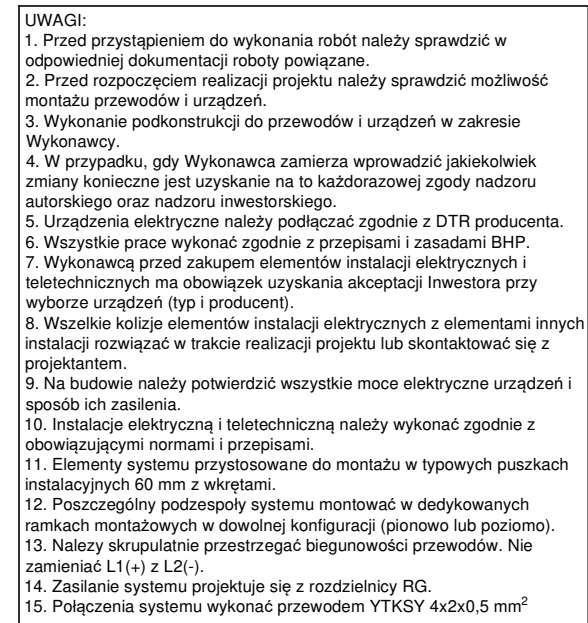 UWAGI:
1. Przed przystąpieniem do wykonania robót należy sprawdzić w
odpowiedniej dokumentacji roboty powiązane.
2. Przed rozpoczęciem realizacji projektu należy sprawdzić możliwość
montażu przewodów i urządzeń.
3. Wykonanie podkonstrukcji do przewodów i urządzeń w zakresie
Wykonawcy.
4. W przypadku, gdy Wykonawca zamierza wprowadzić jakiekolwiek
zmiany konieczne jest uzyskanie na to każdorazowej zgody nadzoru
autorskiego oraz nadzoru inwestorskiego.
5. Urządzenia elektryczne należy podłączać zgodnie z DTR producenta.
6. Wszystkie prace wykonać zgodnie z przepisami i zasadami BHP.
7. Wykonawcą przed zakupem elementów instalacji elektrycznych i
teletechnicznych ma obowiązek uzyskania akceptacji Inwestora przy
wyborze urządzeń (typ i producent).
8. Wszelkie kolizje elementów instalacji elektrycznych z elementami innych
instalacji rozwiązać w trakcie realizacji projektu lub skontaktować się z
projektantem.
9. Na budowie należy potwierdzić wszystkie moce elektryczne urządzeń i
sposób ich zasilenia.
10. Instalacje elektryczną i teletechniczną należy wykonać zgodnie z
obowiązującymi normami i przepisami.
11. Elementy systemu przystosowane do montażu w typowych puszkach
instalacyjnych 60 mm z wkrętami.
12. Poszczególny podzespoły systemu montować w dedykowanych
ramkach montażowych w dowolnej konfiguracji (pionowo lub poziomo).
13. Nalezy skrupulatnie przestrzegać biegunowości przewodów. Nie
zamieniać L1(+) z L2(-).
14. Zasilanie systemu projektuje się z rozdzielnicy RG.
15. Połączenia systemu wykonać przewodem YTKSY 4x2x0,5 mm²